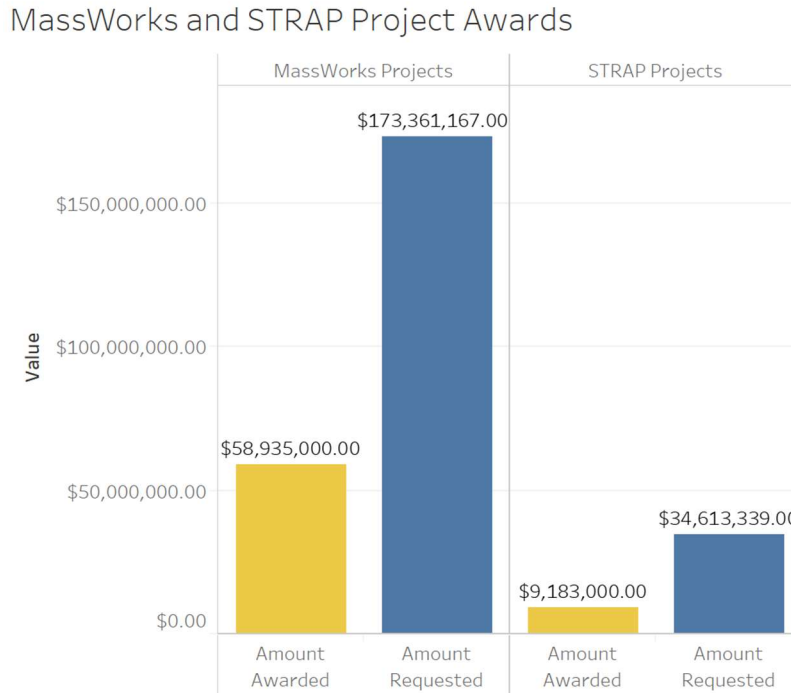 MassWorks and STRAP Project Awards
MassWorks Projects
STRAP Projects
$173,361,167.00
$150,000,000.00
Value
$100,000,000.00
$58,935,000.00
$50,000,000.00
$34,613,339.00
$9,183,000.00
$0.00
Amount Awarded
Amount Requested
Amount Awarded
Amount Requested